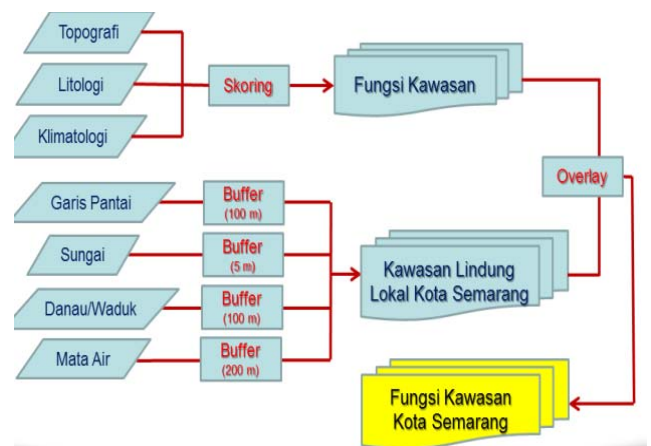 Topografi
Litologi
Klimatologi
Skoring
Fungsi Kawasan
Overlay
Garis Pantai
Buffer
(100 m)
Sungai
Buffer
(5 m)
Danau/Waduk
Buffer
(100 m)
Mata Air
Buffer
(200 m)
Kawasan Lindung
Lokal Kota Semarang
Fungsi Kawasan
Kota Semarang